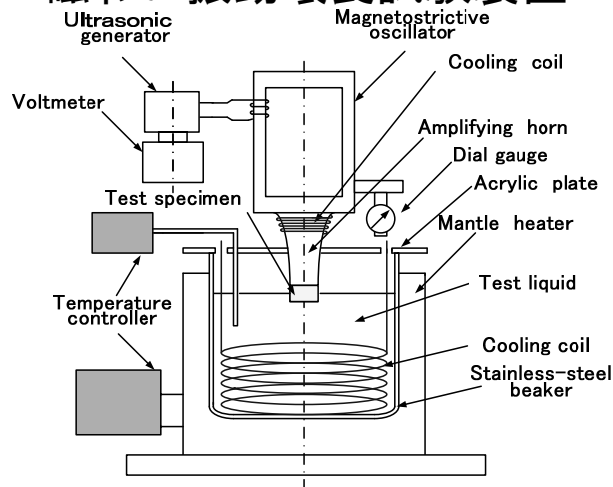 Ultrasonic
generator
Magnetostrictive
oscillator
Cooling coil
Voltmeter
Amplifying horn
Dial gauge
Acrylic plate
Test specimen
Mantle heater
Test liquid
Temperature
controller
Cooling coil
Stainless-steel
beaker